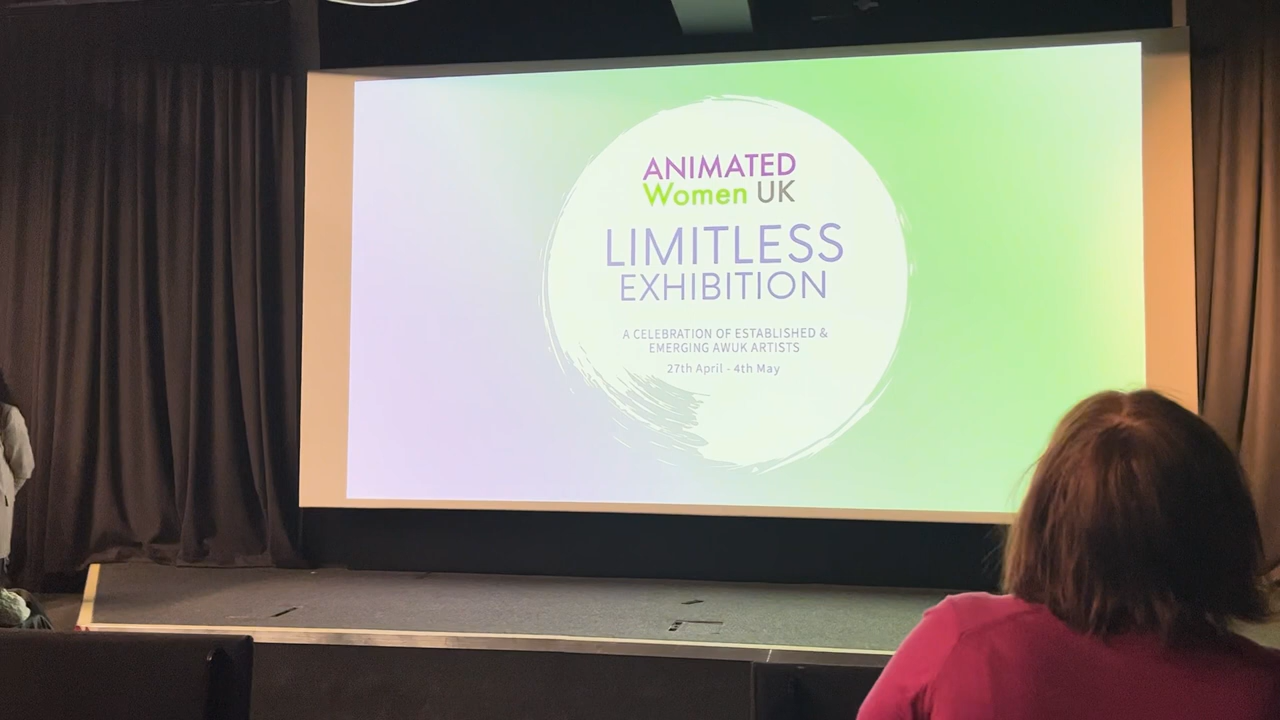 ANIMATED
Women UK
LIMITLESS
EXHIBITION
A CELEBRATION OF ESTABLISHED &
EMERGING AWUK ARTISTS
27th April - 4th May